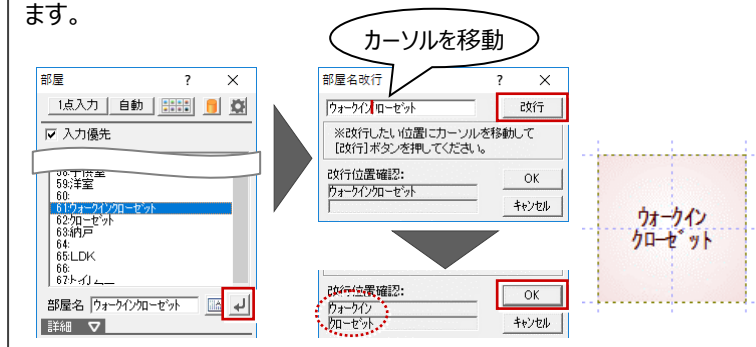 ます。
カーソルを移動
部屋 ? ×
1点入力 自動
入力優先
58:子供室
59:洋室
60:
61:ウォークインクローゼット
62:クローゼット
63:納戸
64:
65:LDK
66:
67:トイレ
部屋名 ウォークインクローゼット
詳細
部屋名改行 ? ×
ウォークインクローゼット 改行
※改行したい位置にカーソルを移動して
[改行]ボタンを押してください。
改行位置確認:
ウォークインクローゼット
OK
キャンセル
改行位置確認:
ウォークイン
クローゼット
OK
キャンセル
ウォークイン
クローゼット